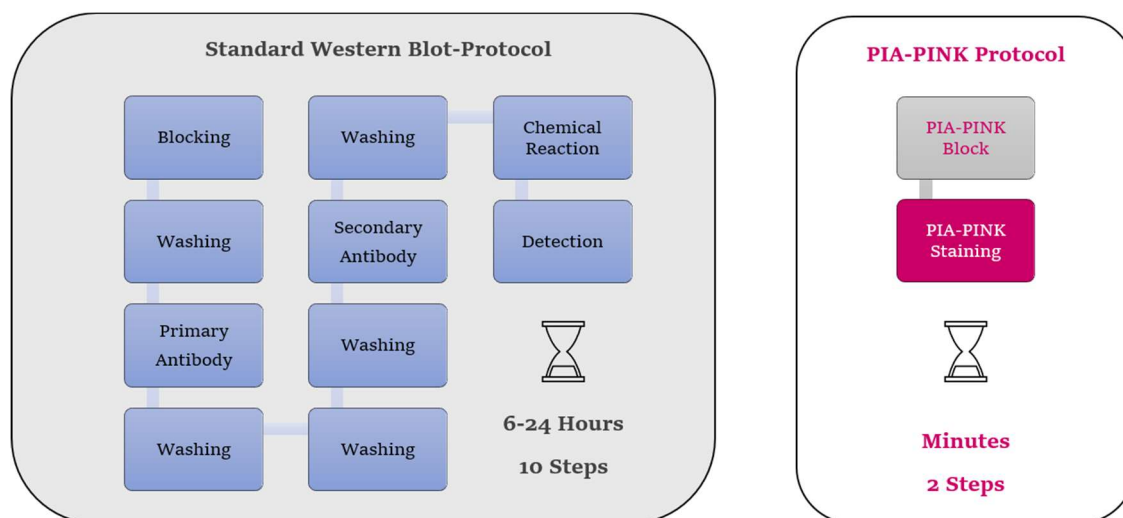 Standard Western Blot-Protocol
Blocking
Washing
Primary
Antibody
Washing
Washing
Washing
Secondary
Antibody
Washing
Chemical
Reaction
Detection
6-24 Hours
10 Steps
PIA-PINK Protocol
PIA-PINK
Block
PIA-PINK
Staining
Minutes
2 Steps